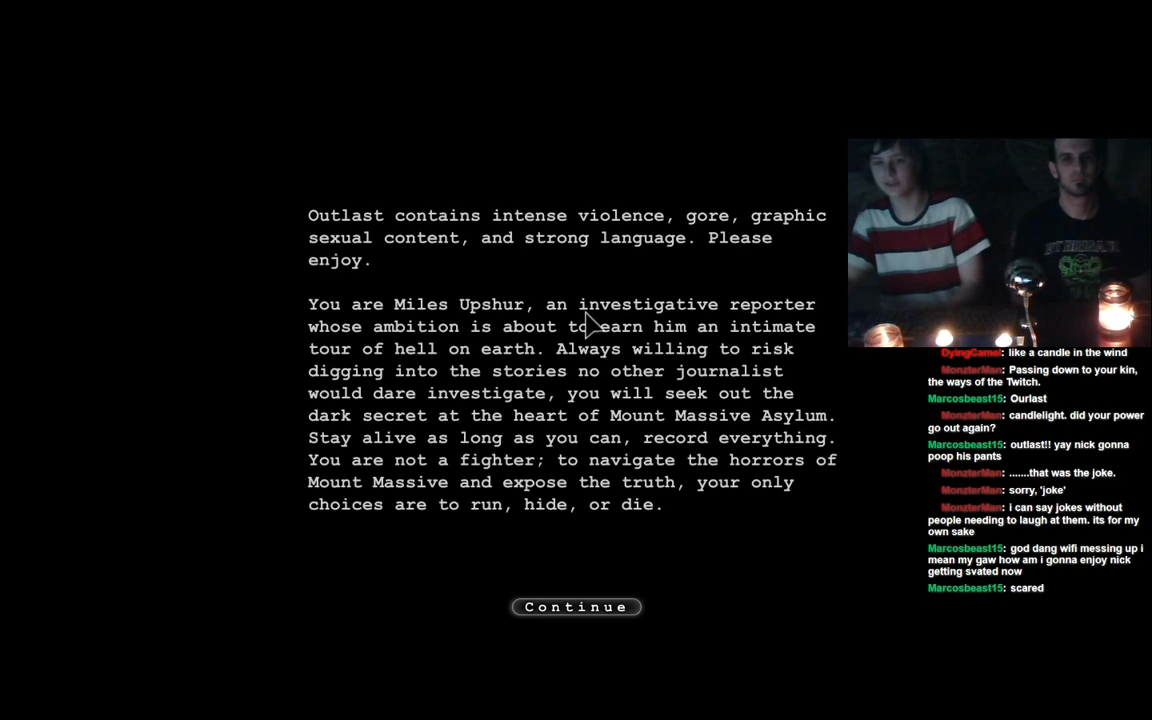 Outlast contains intense violence, gore, graphic
sexual content, and strong language. Please
enjoy.
You are Miles Upshur, an investigative reporter
whose ambition is about to earn him an intimate
tour of hell on earth. Always willing to risk
digging into the stories no other journalist
would dare investigate, you will seek out the
dark secret at the heart of Mount Massive Asylum.
Stay alive as long as you can, record everything.
You are not a fighter; to navigate the horrors of
Mount Massive and expose the truth, your only
choices are to run, hide, or die.
Continue
DyingCamel: like a candle in the wind
MonzterMan: Passing down to your kin,
the ways of the Twitch.
Marcosbeast15: Ourlast
MonzterMan: candlelight. did your power
go out again?
Marcosbeast15: outlast!! yay nick gonna
poop his pants
MonzterMan: .......that was the joke.
MonzterMan: sorry, 'joke'
MonzterMan: i can say jokes without
people needing to laugh at them. its for my
own sake
Marcosbeast15: god dang wifi messing up i
mean my gaw how am i gonna enjoy nick
getting svated now
Marcosbeast15: scared